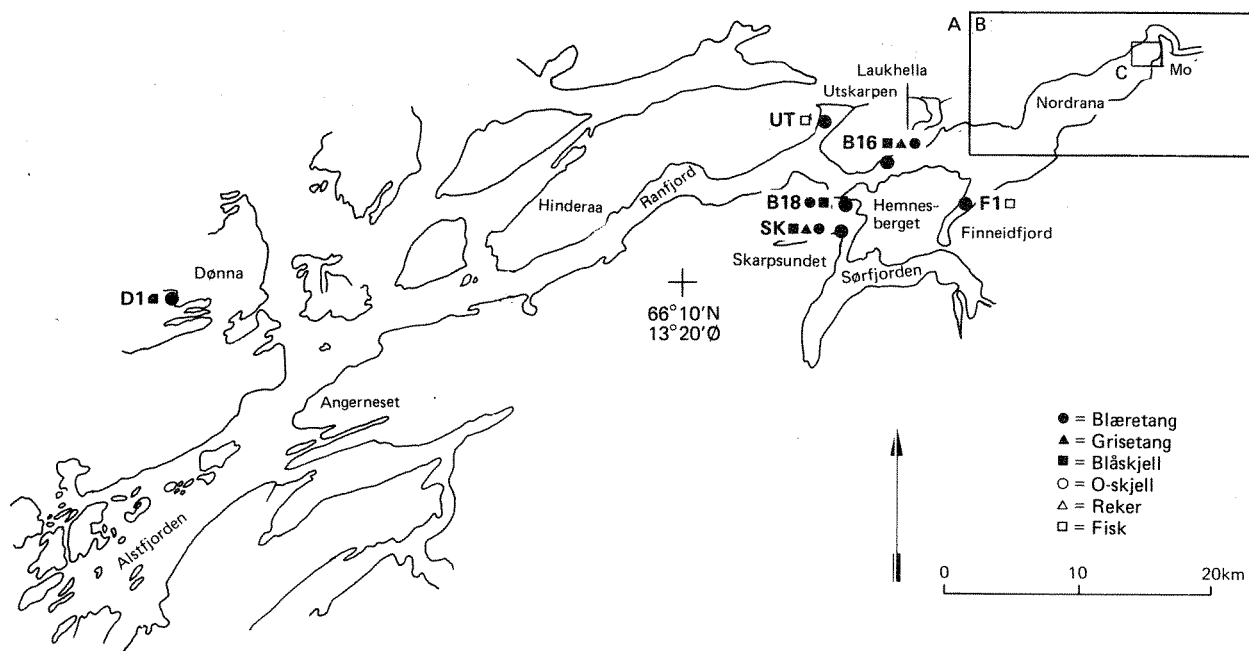 A B
Laukhella
Utskarpen
C
Mo
Nordrana
UT
B16
Hinderaa
Ranfjord
B18
Hemnes-
berget
F1
SK
Finneidfjord
Skarpsundet
Sørfjorden
Dønna
D1
66°10'N
13°20'Ø
Angerneset
Alstfjorden
= Blæretang
= Grisetang
= Blåskjell
= O-skjell
= Reker
= Fisk
0 10 20km